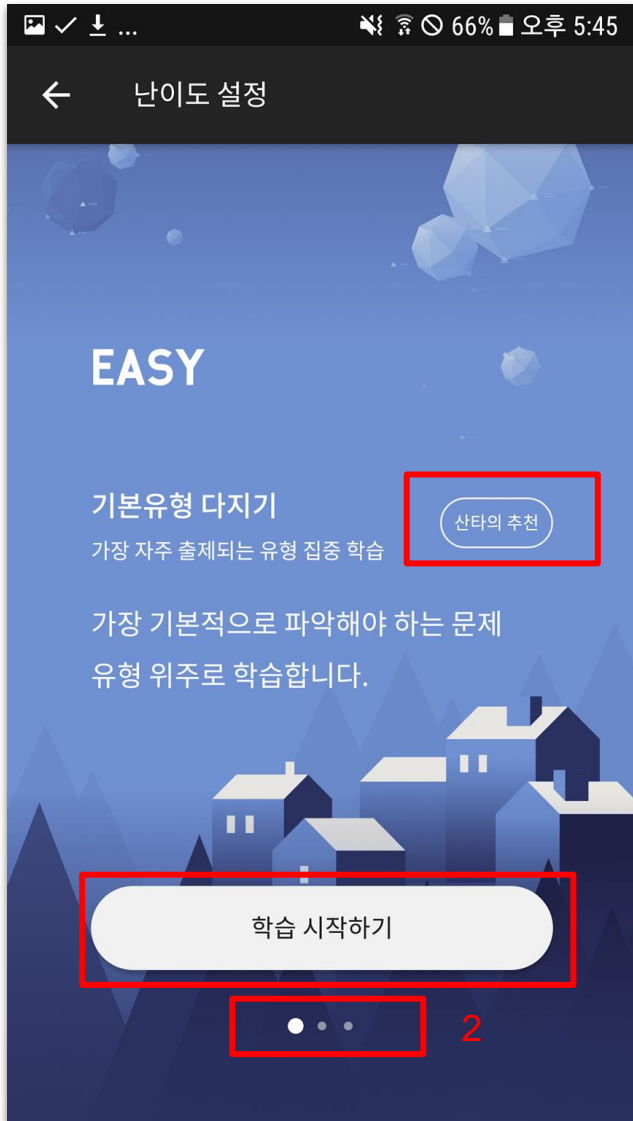 ... 66% 오후 5:45
난이도 설정
EASY
기본유형 다지기
산타의 추천
가장 자주 출제되는 유형 집중 학습
가장 기본적으로 파악해야 하는 문제
유형 위주로 학습합니다.
학습 시작하기
2